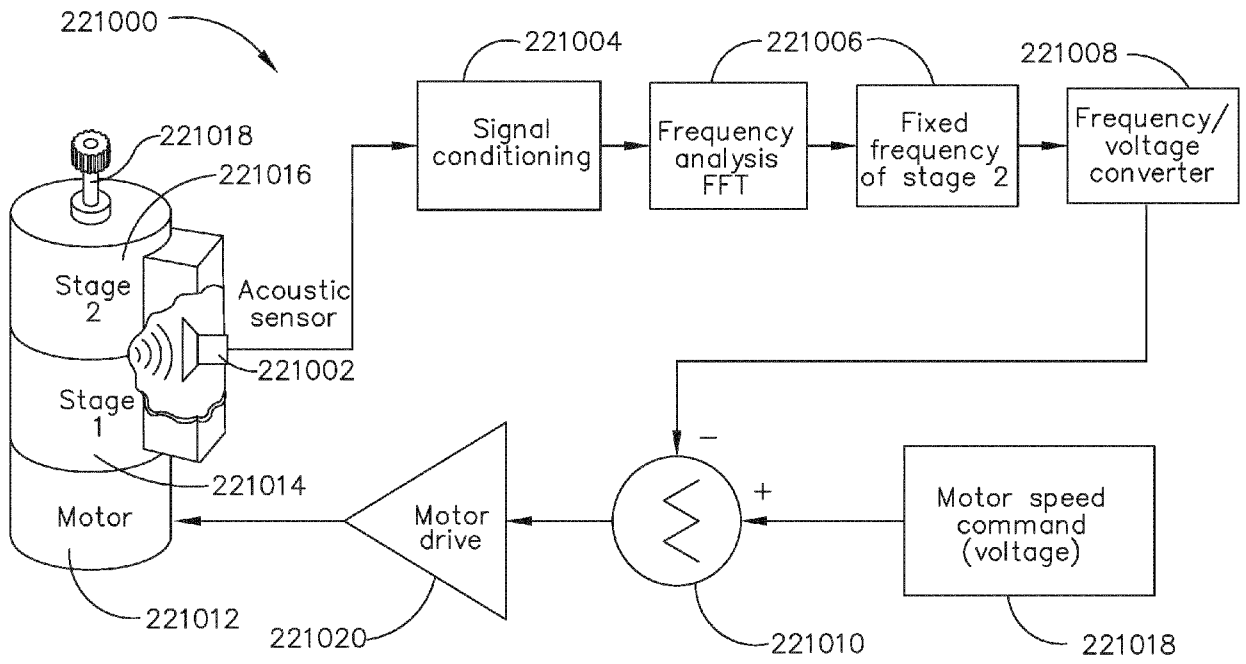 221000
221004
221006
221008
221018
221016
Signal
conditioning
Frequency
analysis
FFT
Fixed
frequency
of stage 2
Frequency/
voltage
converter
Stage
2
Acoustic
sensor
221002
Stage
1
221014
Motor
221012
Motor
drive
221020
−
+
221010
Motor speed
command
(voltage)
221018